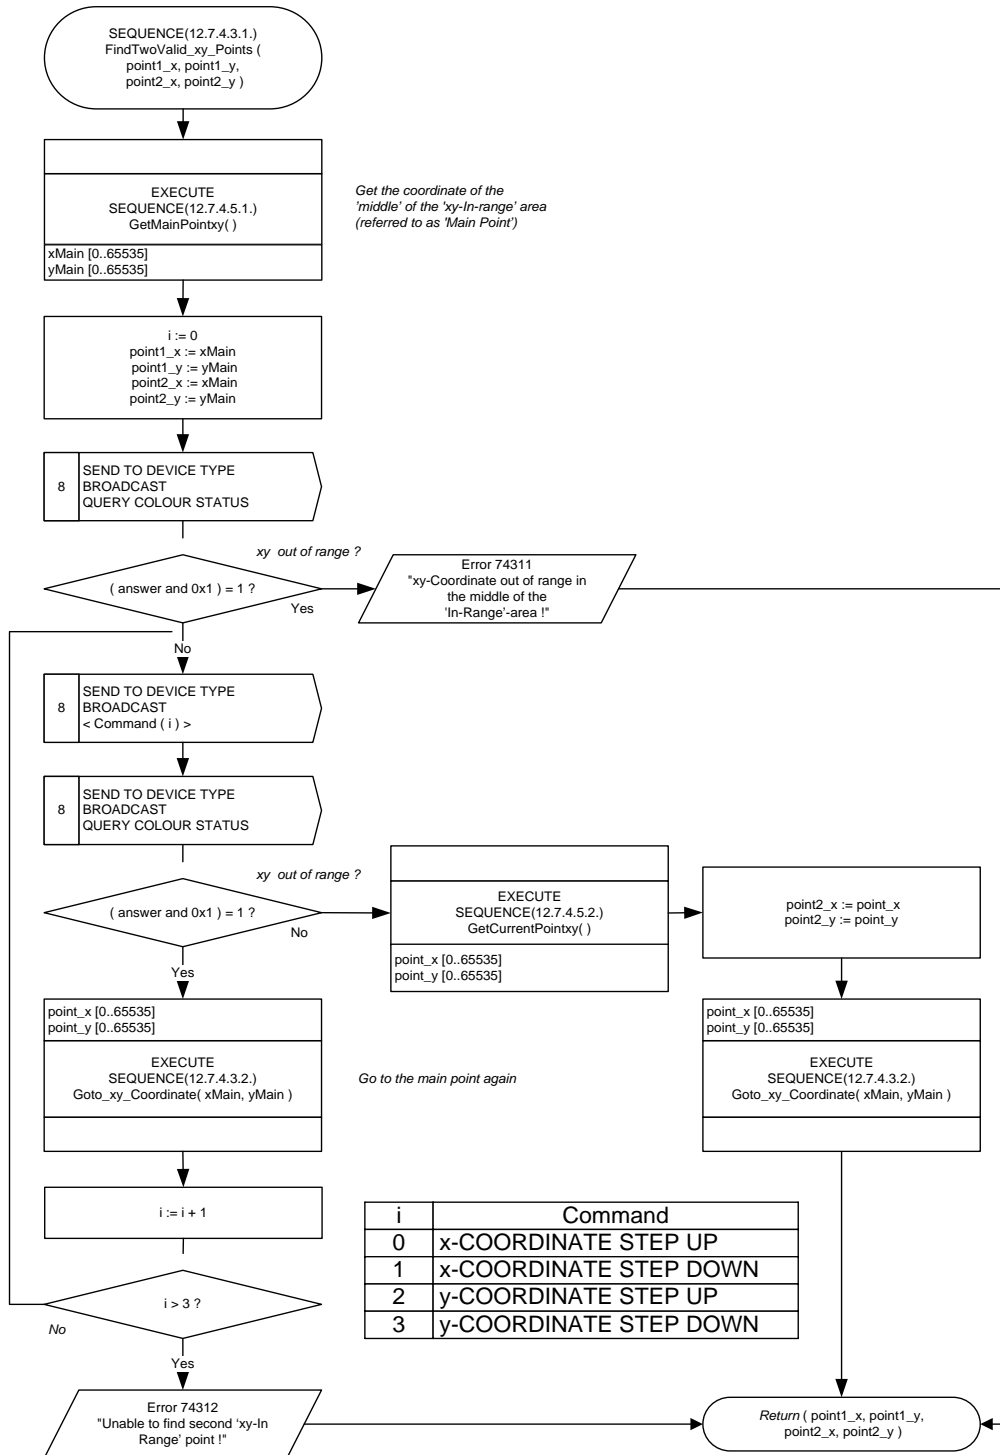 SEQUENCE(12.7.4.3.1.)
FindTwoValid_xy_Points (
point1_x, point1_y,
point2_x, point2_y )
EXECUTE
SEQUENCE(12.7.4.5.1.)
GetMainPointxy( )
xMain [0..65535]
yMain [0..65535]
Get the coordinate of the
'middle' of the 'xy-In-range' area
(referred to as 'Main Point')
i := 0
point1_x := xMain
point1_y := yMain
point2_x := xMain
point2_y := yMain
8
SEND TO DEVICE TYPE
BROADCAST
QUERY COLOUR STATUS
xy out of range ?
( answer and 0x1 ) = 1 ?
Yes
Error 74311
"xy-Coordinate out of range in
the middle of the
'In-Range'-area !"
No
8
SEND TO DEVICE TYPE
BROADCAST
< Command ( i ) >
8
SEND TO DEVICE TYPE
BROADCAST
QUERY COLOUR STATUS
xy out of range ?
( answer and 0x1 ) = 1 ?
No
EXECUTE
SEQUENCE(12.7.4.5.2.)
GetCurrentPointxy( )
point_x [0..65535]
point_y [0..65535]
point2_x := point_x
point2_y := point_y
Yes
point_x [0..65535]
point_y [0..65535]
EXECUTE
SEQUENCE(12.7.4.3.2.)
Goto_xy_Coordinate( xMain, yMain )
Go to the main point again
point_x [0..65535]
point_y [0..65535]
EXECUTE
SEQUENCE(12.7.4.3.2.)
Goto_xy_Coordinate( xMain, yMain )
i := i + 1
i Command
0 x-COORDINATE STEP UP
1 x-COORDINATE STEP DOWN
2 y-COORDINATE STEP UP
3 y-COORDINATE STEP DOWN
i > 3 ?
No
Yes
Error 74312
"Unable to find second 'xy-In
Range' point !"
Return ( point1_x, point1_y,
point2_x, point2_y )